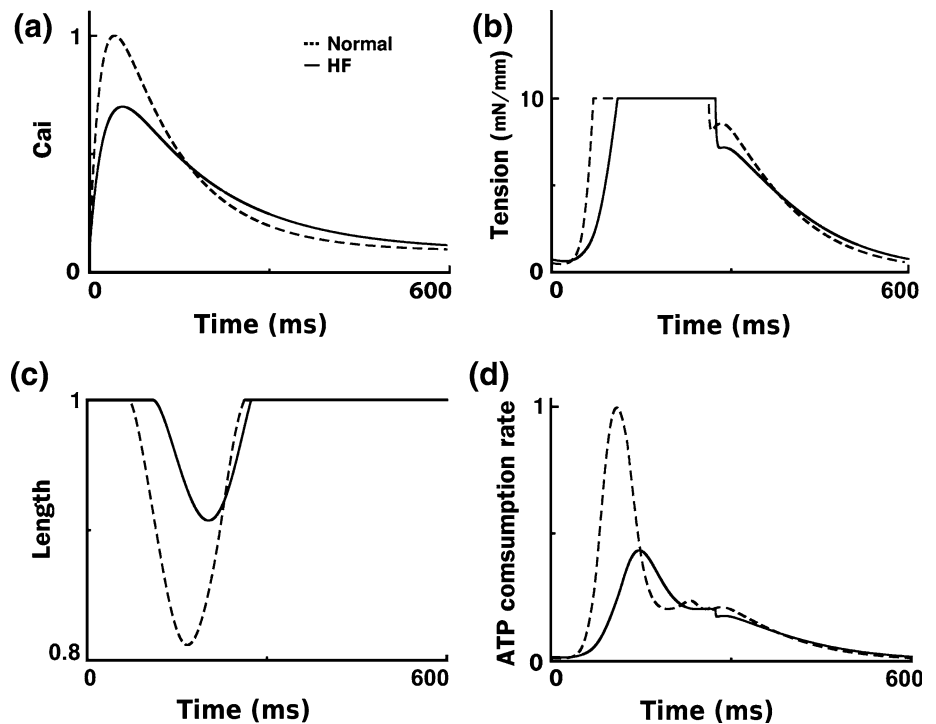 (a)
1
Cai
0
0
600
Time (ms)
Normal
HF
(b)
10
Tension (mN/mm)
0
0
600
Time (ms)
(c)
1
Length
0.8
0
600
Time (ms)
(d)
1
ATP comsumption rate
0
0
600
Time (ms)